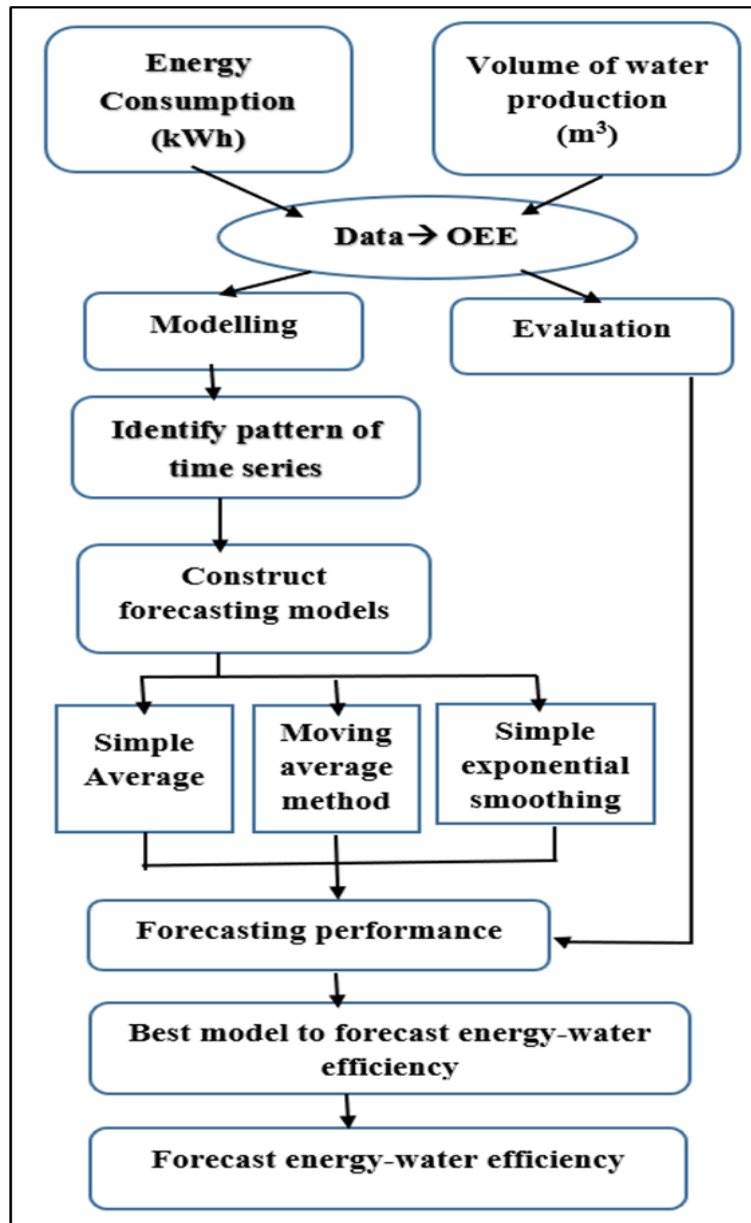 Energy
Consumption
(kWh)
Volume of water
production
(m³)
Data→ OEE
Modelling
Evaluation
Identify pattern of
time series
Construct
forecasting models
Simple
Average
Moving
average
method
Simple
exponential
smoothing
Forecasting performance
Best model to forecast energy-water
efficiency
Forecast energy-water efficiency